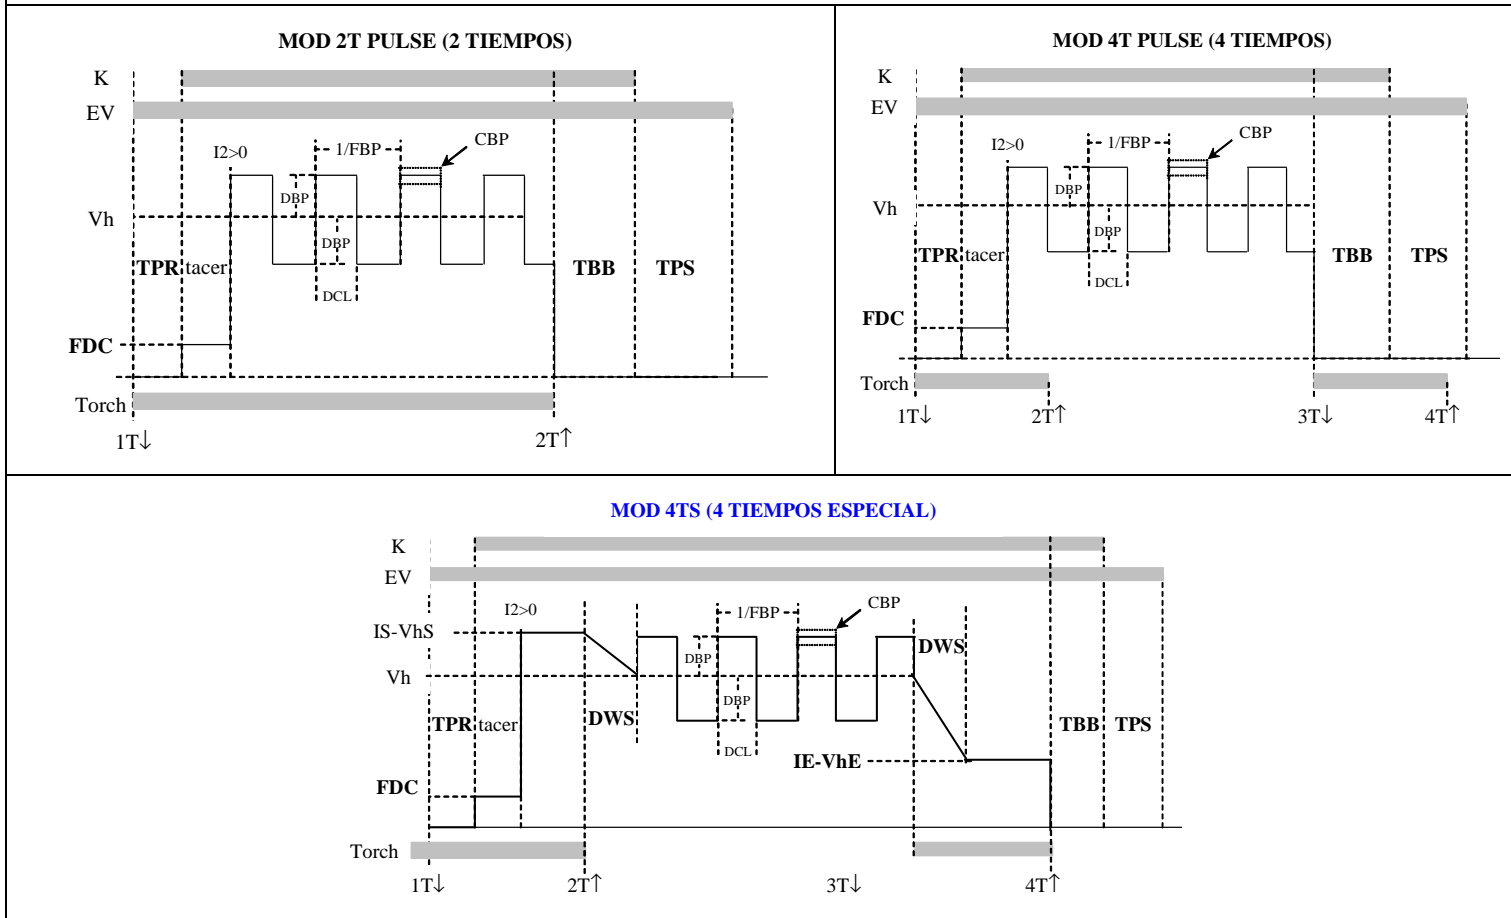 MOD 2T PULSE (2 TIEMPOS)
K
EV
I2>0
1/FBP
CBP
DBP
Vh
DBP
TPR
tacer
TBB
TPS
DCL
FDC
Torch
1T↓
2T↑
MOD 4T PULSE (4 TIEMPOS)
K
EV
I2>0
1/FBP
CBP
DBP
Vh
DBP
TPR
tacer
TBB
TPS
DCL
FDC
Torch
1T↓
2T↑
3T↓
4T↑
MOD 4TS (4 TIEMPOS ESPECIAL)
K
EV
I2>0
1/FBP
CBP
IS-VhS
DWS
DBP
Vh
DBP
TPR
tacer
DWS
TBB
TPS
DCL
IE-VhE
FDC
Torch
1T↓
2T↑
3T↓
4T↑